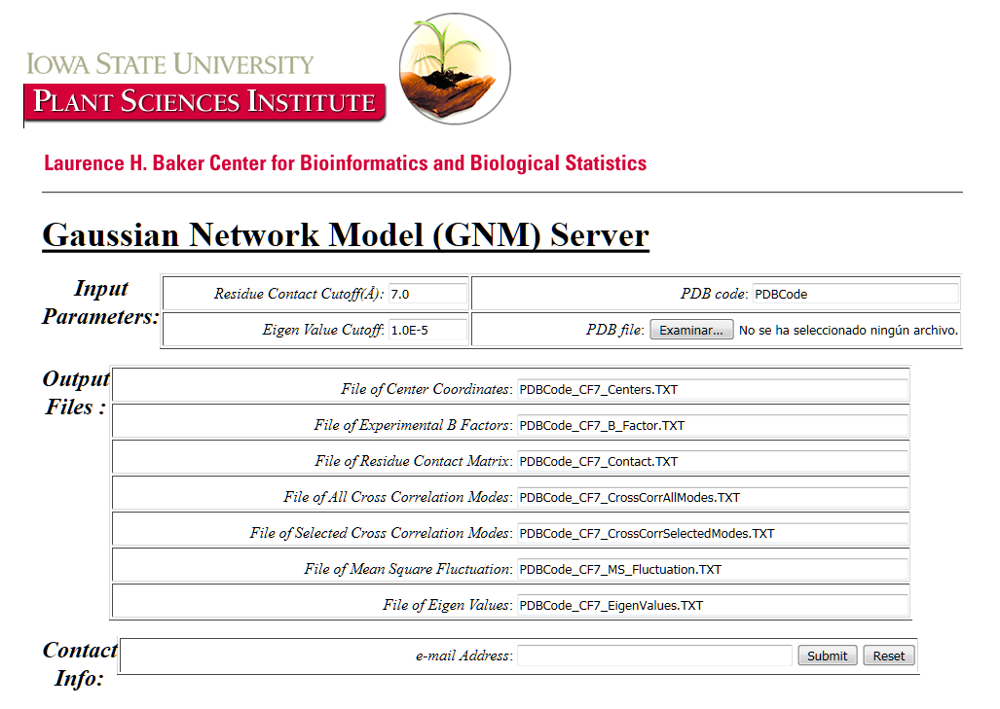 IOWA STATE UNIVERSITY
PLANT SCIENCES INSTITUTE
Laurence H. Baker Center for Bioinformatics and Biological Statistics
Gaussian Network Model (GNM) Server
Input Parameters:
Residue Contact Cutoff(Å): 7.0
PDB code: PDBCode
Eigen Value Cutoff: 1.0E-5
PDB file: Examinar... No se ha seleccionado ningún archivo.
Output Files :
File of Center Coordinates: PDBCode_CF7_Centers.TXT
File of Experimental B Factors: PDBCode_CF7_B_Factor.TXT
File of Residue Contact Matrix: PDBCode_CF7_Contact.TXT
File of All Cross Correlation Modes: PDBCode_CF7_CrossCorrAllModes.TXT
File of Selected Cross Correlation Modes: PDBCode_CF7_CrossCorrSelectedModes.TXT
File of Mean Square Fluctuation: PDBCode_CF7_MS_Fluctuation.TXT
File of Eigen Values: PDBCode_CF7_EigenValues.TXT
Contact Info:
e-mail Address: Submit Reset